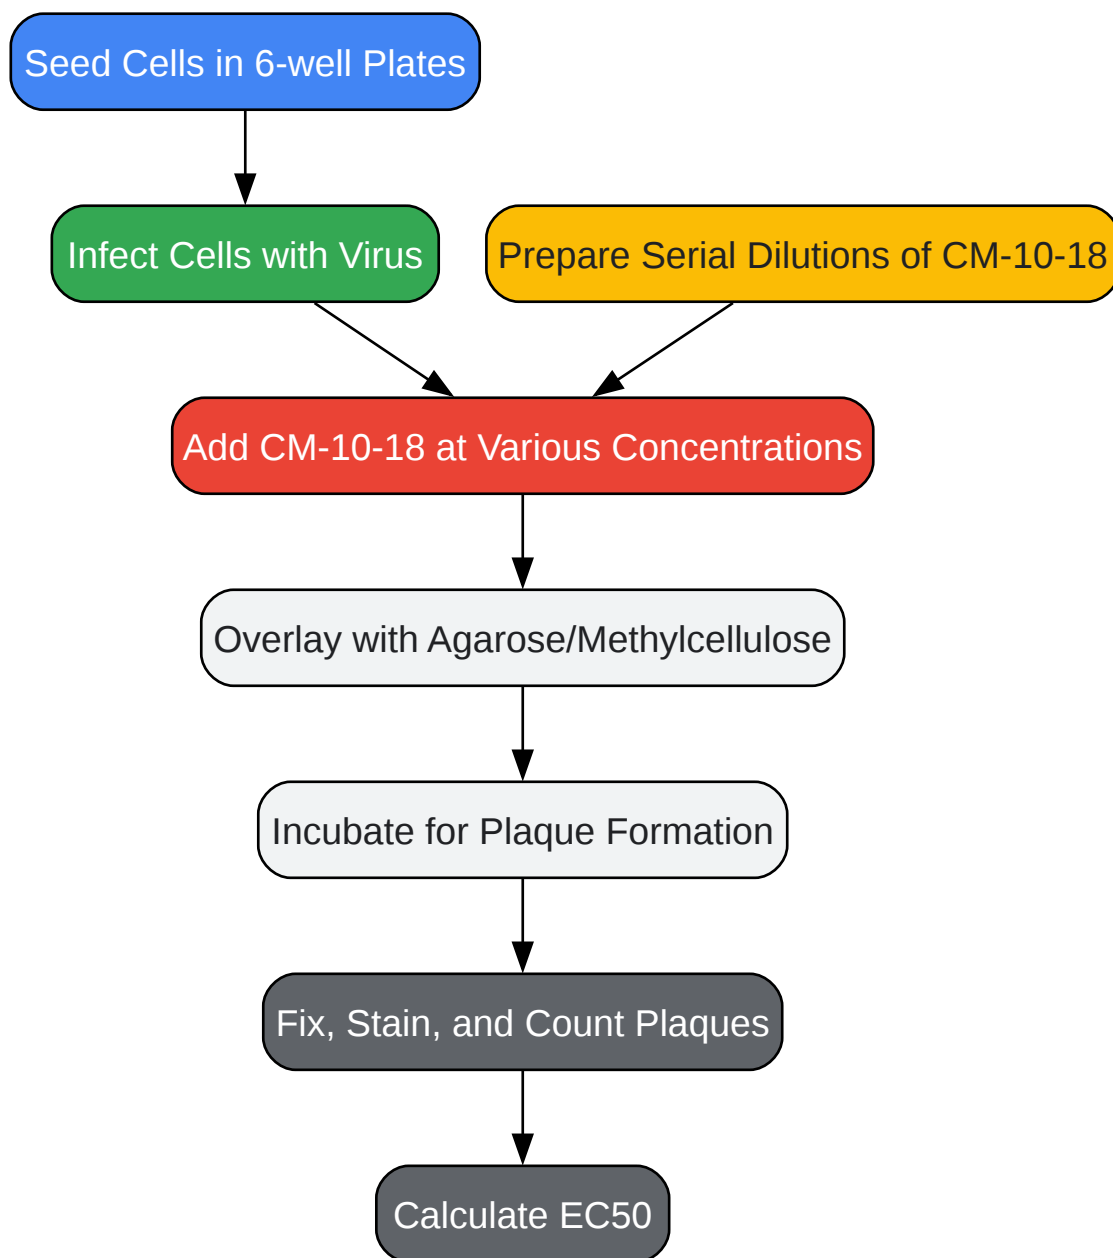 Seed Cells in 6-well Plates
Infect Cells with Virus
Prepare Serial Dilutions of CM-10-18
Add CM-10-18 at Various Concentrations
Overlay with Agarose/Methylcellulose
Incubate for Plaque Formation
Fix, Stain, and Count Plaques
Calculate EC50